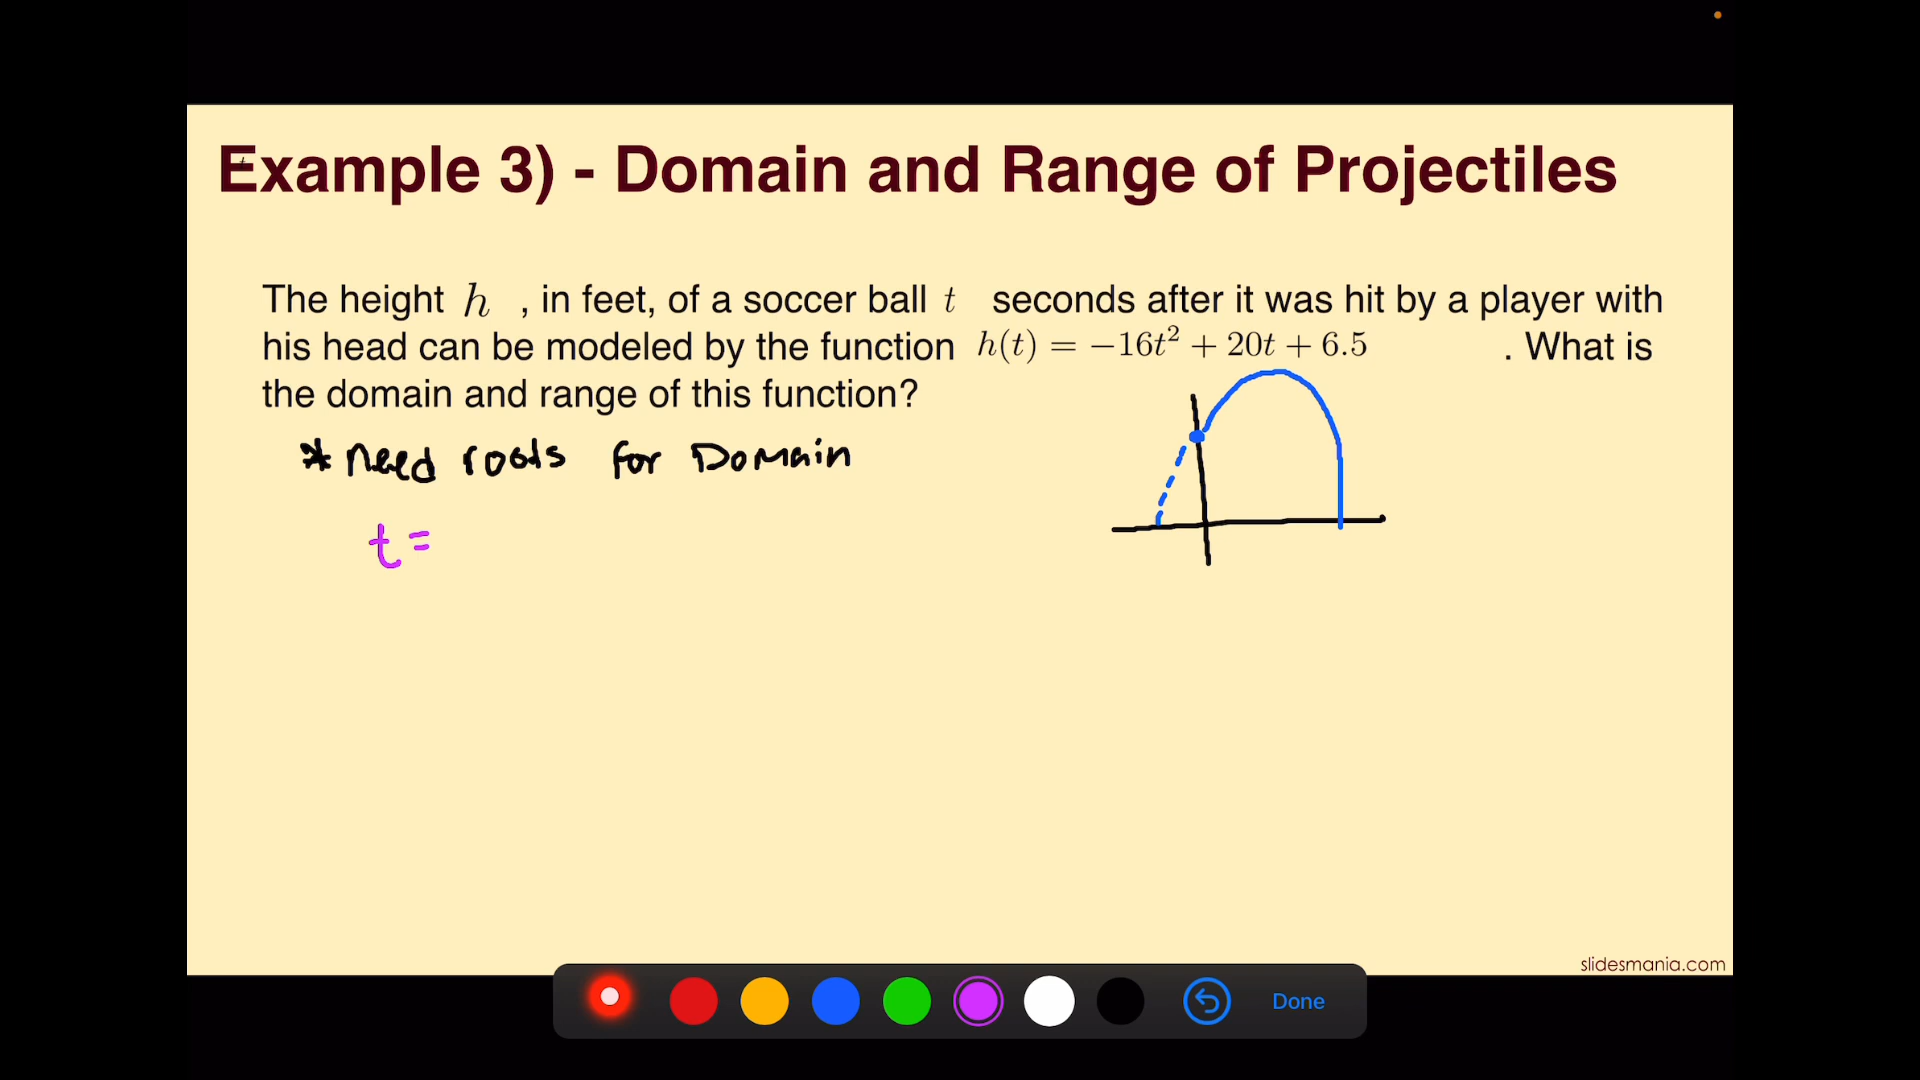 Example 3) - Domain and Range of Projectiles
The height h , in feet, of a soccer ball t seconds after it was hit by a player with
his head can be modeled by the function h(t) = −16t² + 20t + 6.5 . What is
the domain and range of this function?
* Need roots for Domain
t =
slidesmania.com
Done